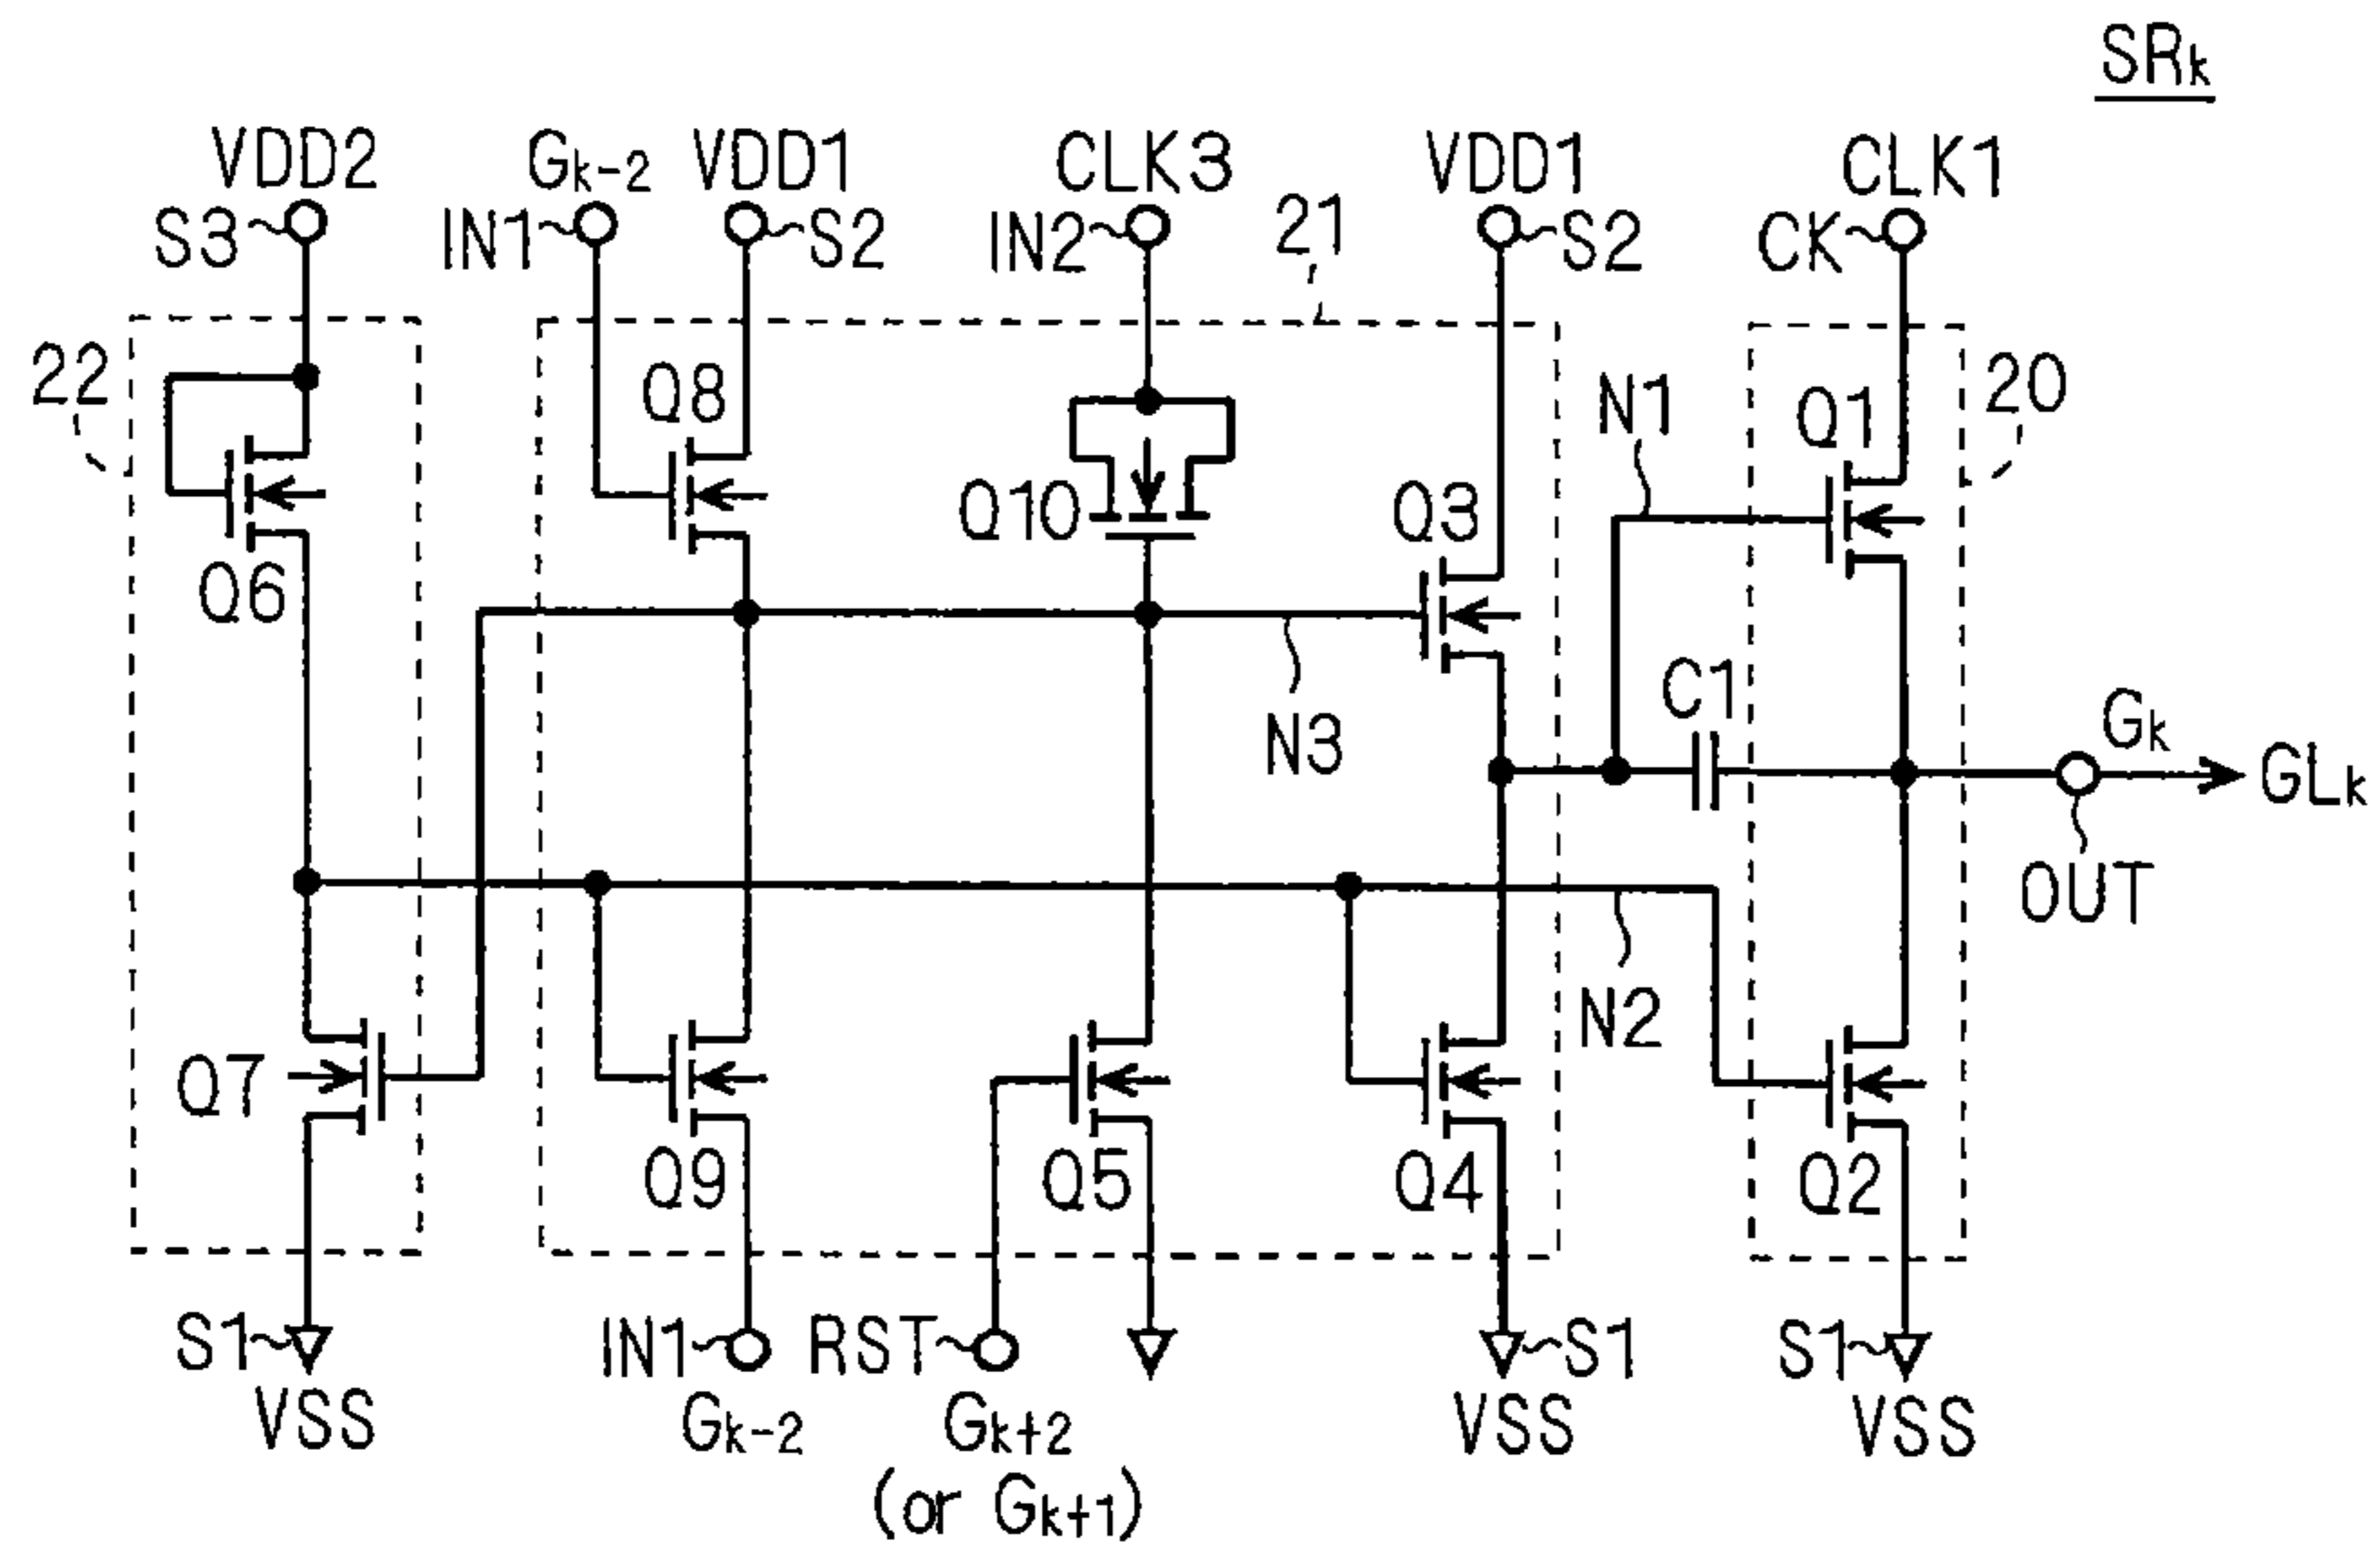 SRk
VDD2 Gk-2 VDD1 CLK3 VDD1 CLK1
S3 IN1 S2 IN2 21 S2 CK
22 Q8 N1 Q1 20
Q10 Q3
Q6
N3 C1 Gk
GLk
OUT
N2
Q7
Q9 Q5 Q4 Q2
S1 IN1 RST S1 S1
VSS Gk-2 Gk+2 VSS VSS
(or Gk+1)